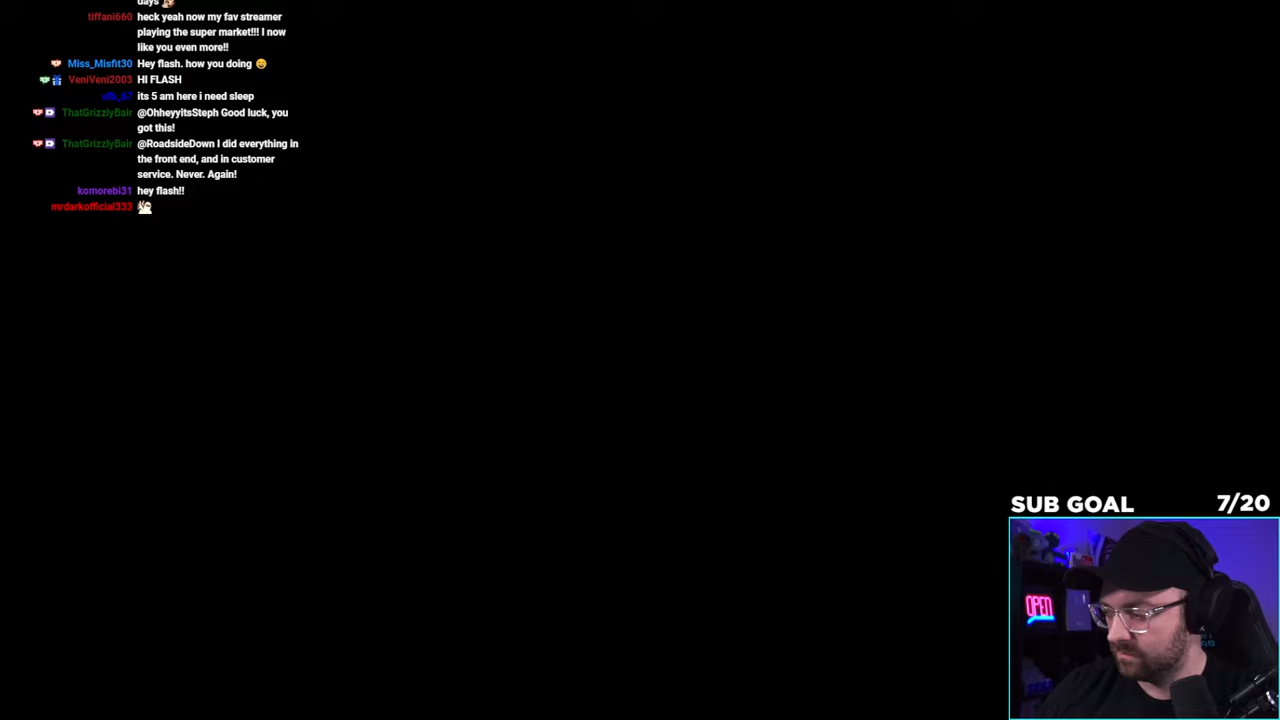 days
tiffani660 heck yeah now my fav streamer
playing the super market!!! I now
like you even more!!
Miss_Misfit30 Hey flash. how you doing
VeniVeni2003 HI FLASH
its 5 am here i need sleep
ThatGrizzlyBair @OhheyyitsSteph Good luck, you
got this!
ThatGrizzlyBair @RoadsideDown I did everything in
the front end, and in customer
service. Never. Again!
komorebi31 hey flash!!
mrdarkofficial333
SUB GOAL 7/20
OPEN